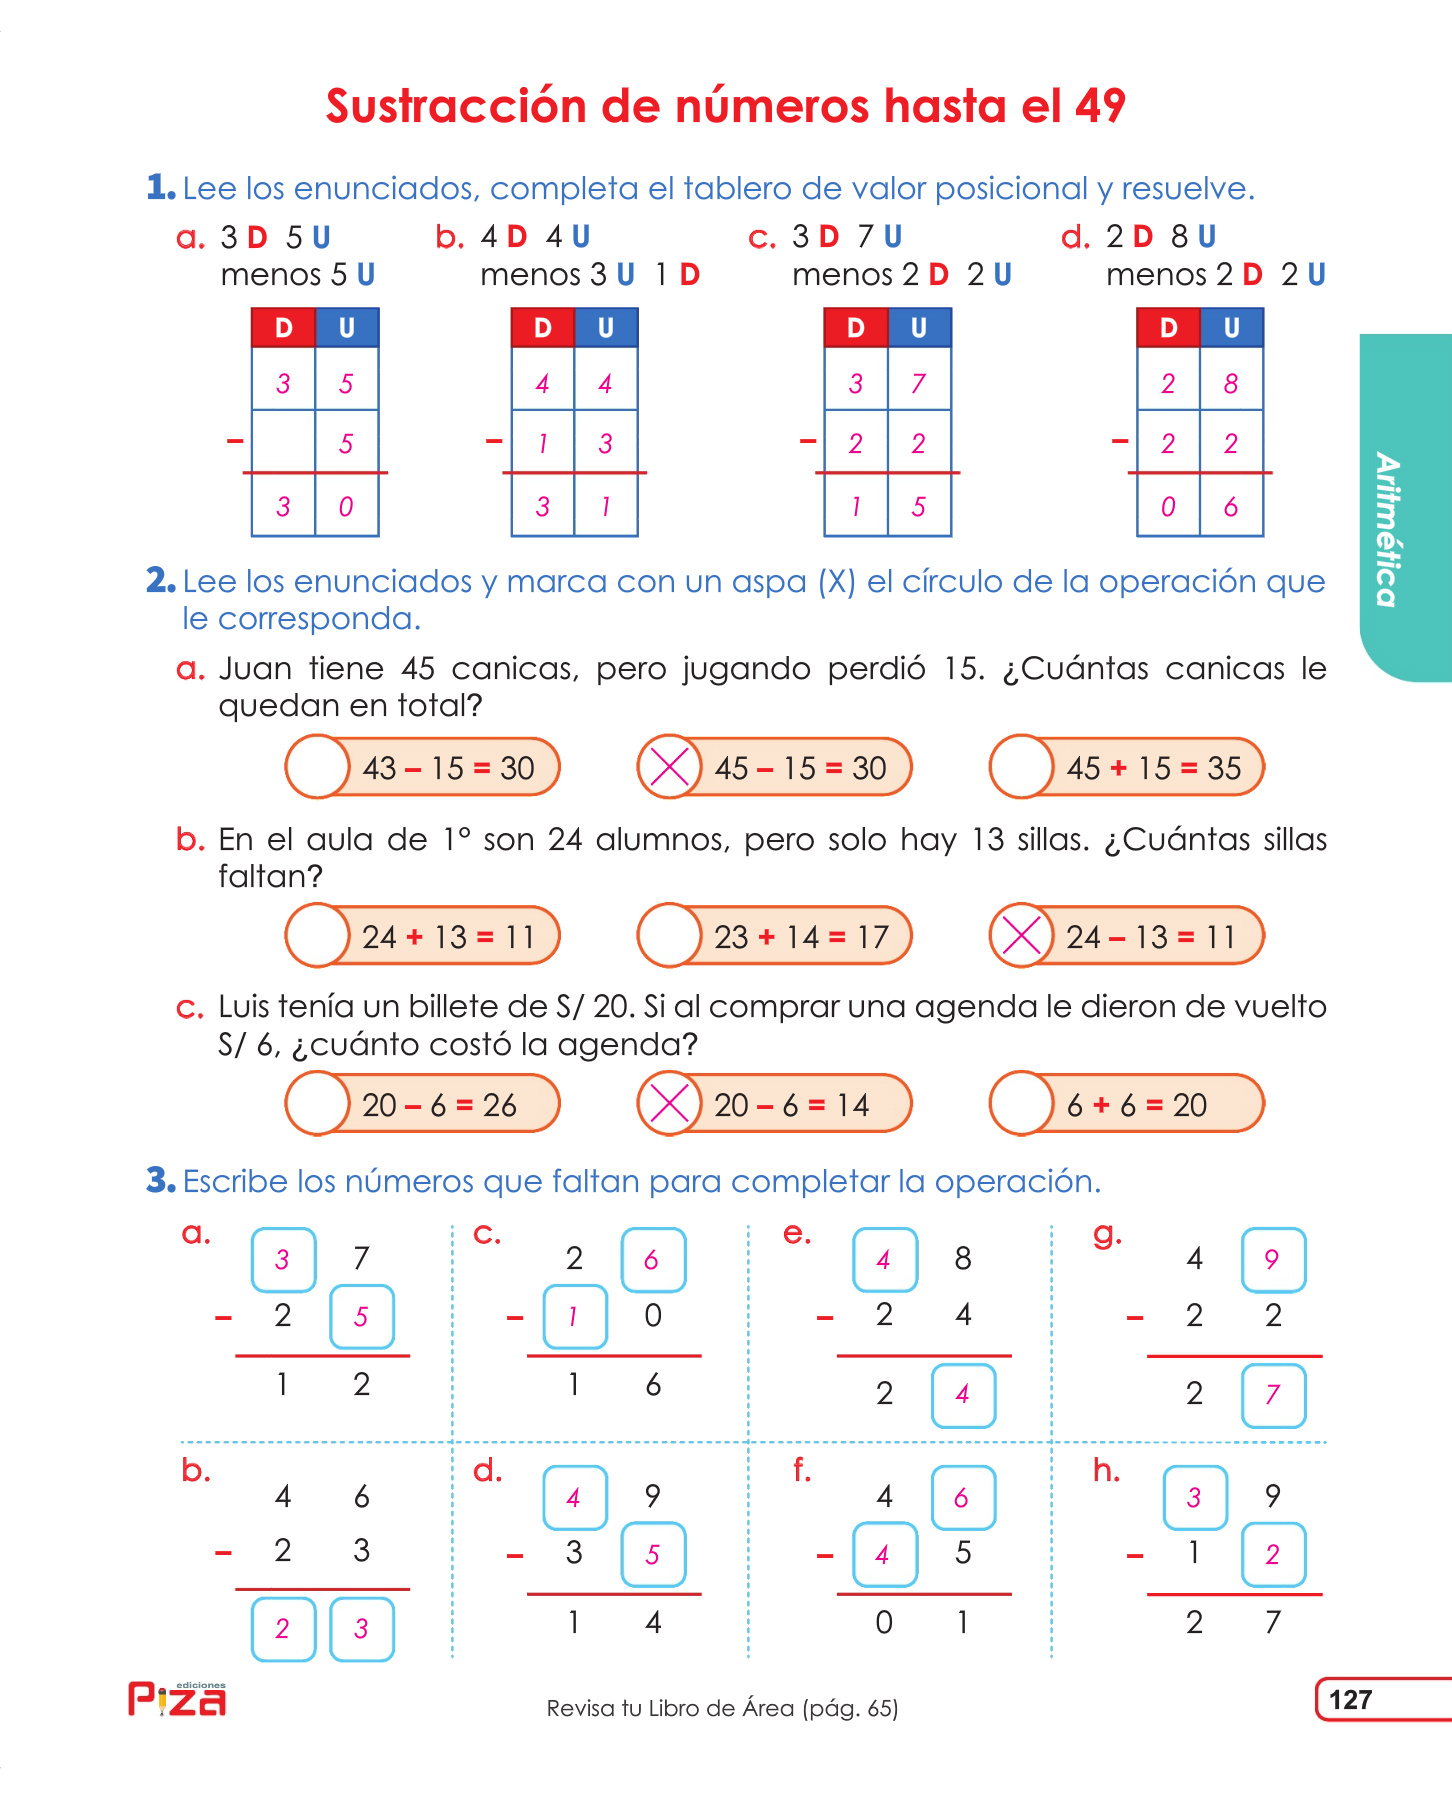 Sustracción de números hasta el 49
1. Lee los enunciados, completa el tablero de valor posicional y resuelve.
a. 3 D 5 U
menos 5 U
D U
3 5
– 5
3 0
b. 4 D 4 U
menos 3 U 1 D
D U
4 4
– 1 3
3 1
c. 3 D 7 U
menos 2 D 2 U
D U
3 7
– 2 2
1 5
d. 2 D 8 U
menos 2 D 2 U
D U
2 8
– 2 2
0 6
Aritmética
2. Lee los enunciados y marca con un aspa (X) el círculo de la operación que
le corresponda.
a. Juan tiene 45 canicas, pero jugando perdió 15. ¿Cuántas canicas le
quedan en total?
43 – 15 = 30
45 – 15 = 30
45 + 15 = 35
b. En el aula de 1° son 24 alumnos, pero solo hay 13 sillas. ¿Cuántas sillas
faltan?
24 + 13 = 11
23 + 14 = 17
24 – 13 = 11
c. Luis tenía un billete de S/ 20. Si al comprar una agenda le dieron de vuelto
S/ 6, ¿cuánto costó la agenda?
20 – 6 = 26
20 – 6 = 14
6 + 6 = 20
3. Escribe los números que faltan para completar la operación.
a.
3 7
– 2 5
1 2
c.
2 6
– 1 0
1 6
e.
4 8
– 2 4
2 4
g.
4 9
– 2 2
2 7
b.
4 6
– 2 3
2 3
d.
4 9
– 3 5
1 4
f.
4 6
– 4 5
0 1
h.
3 9
– 1 2
2 7
ediciones
Piza
Revisa tu Libro de Área (pág. 65)
127